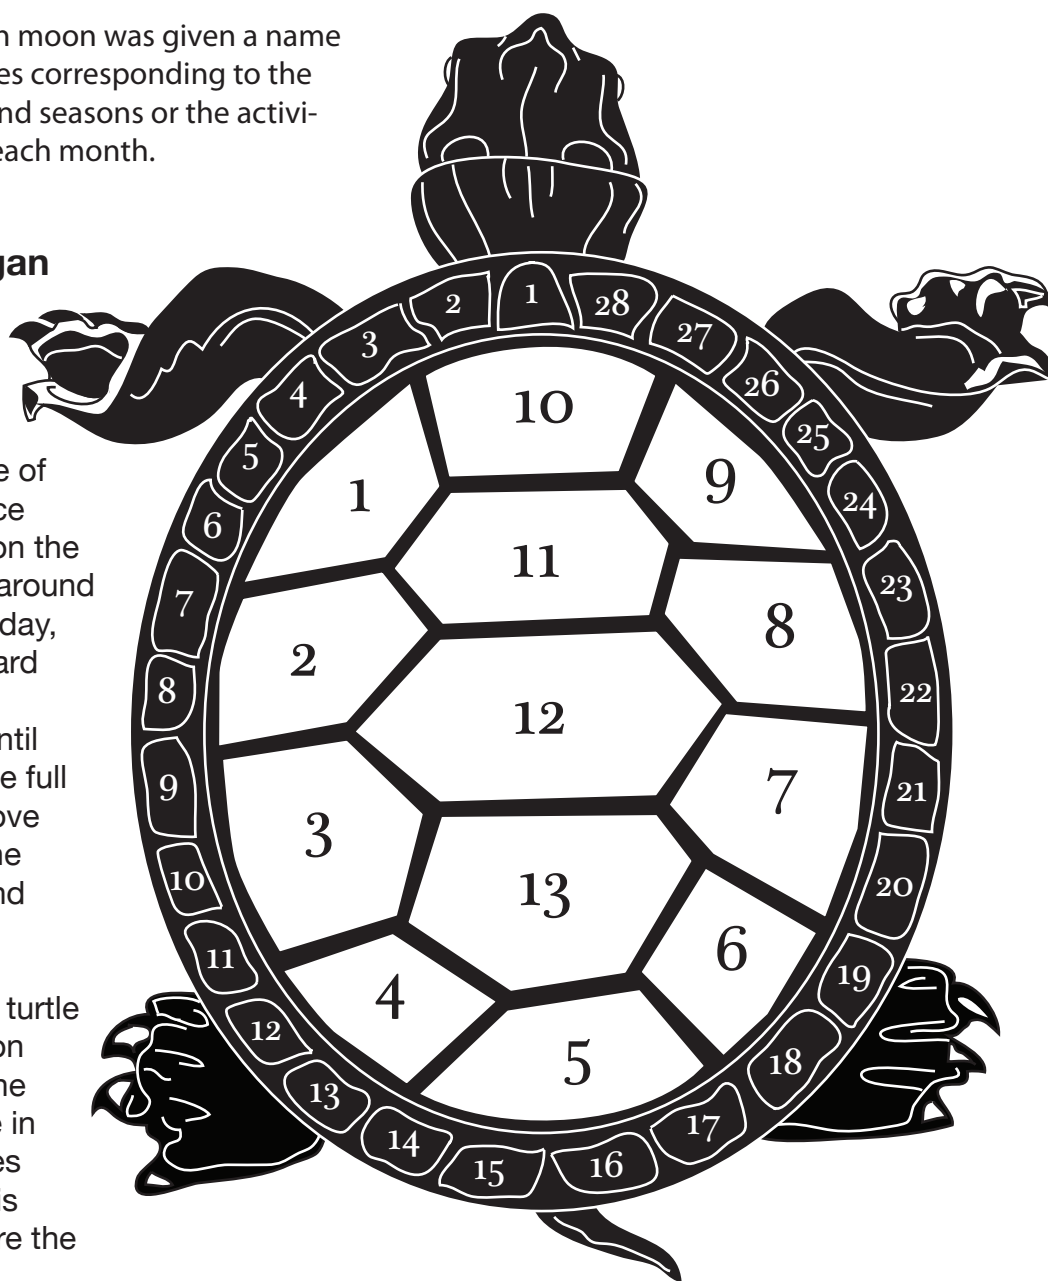 n moon was given a name
es corresponding to the
nd seasons or the activi-
each month.
gan
e of
ce
on the
around
day,
ard
ntil
e full
ove
he
nd
turtle
on
he
e in
es
is
re the
1
2
3
4
5
6
7
8
9
10
11
12
13
14
15
16
17
18
19
20
21
22
23
24
25
26
27
28
1
2
3
4
5
6
7
8
9
10
11
12
13